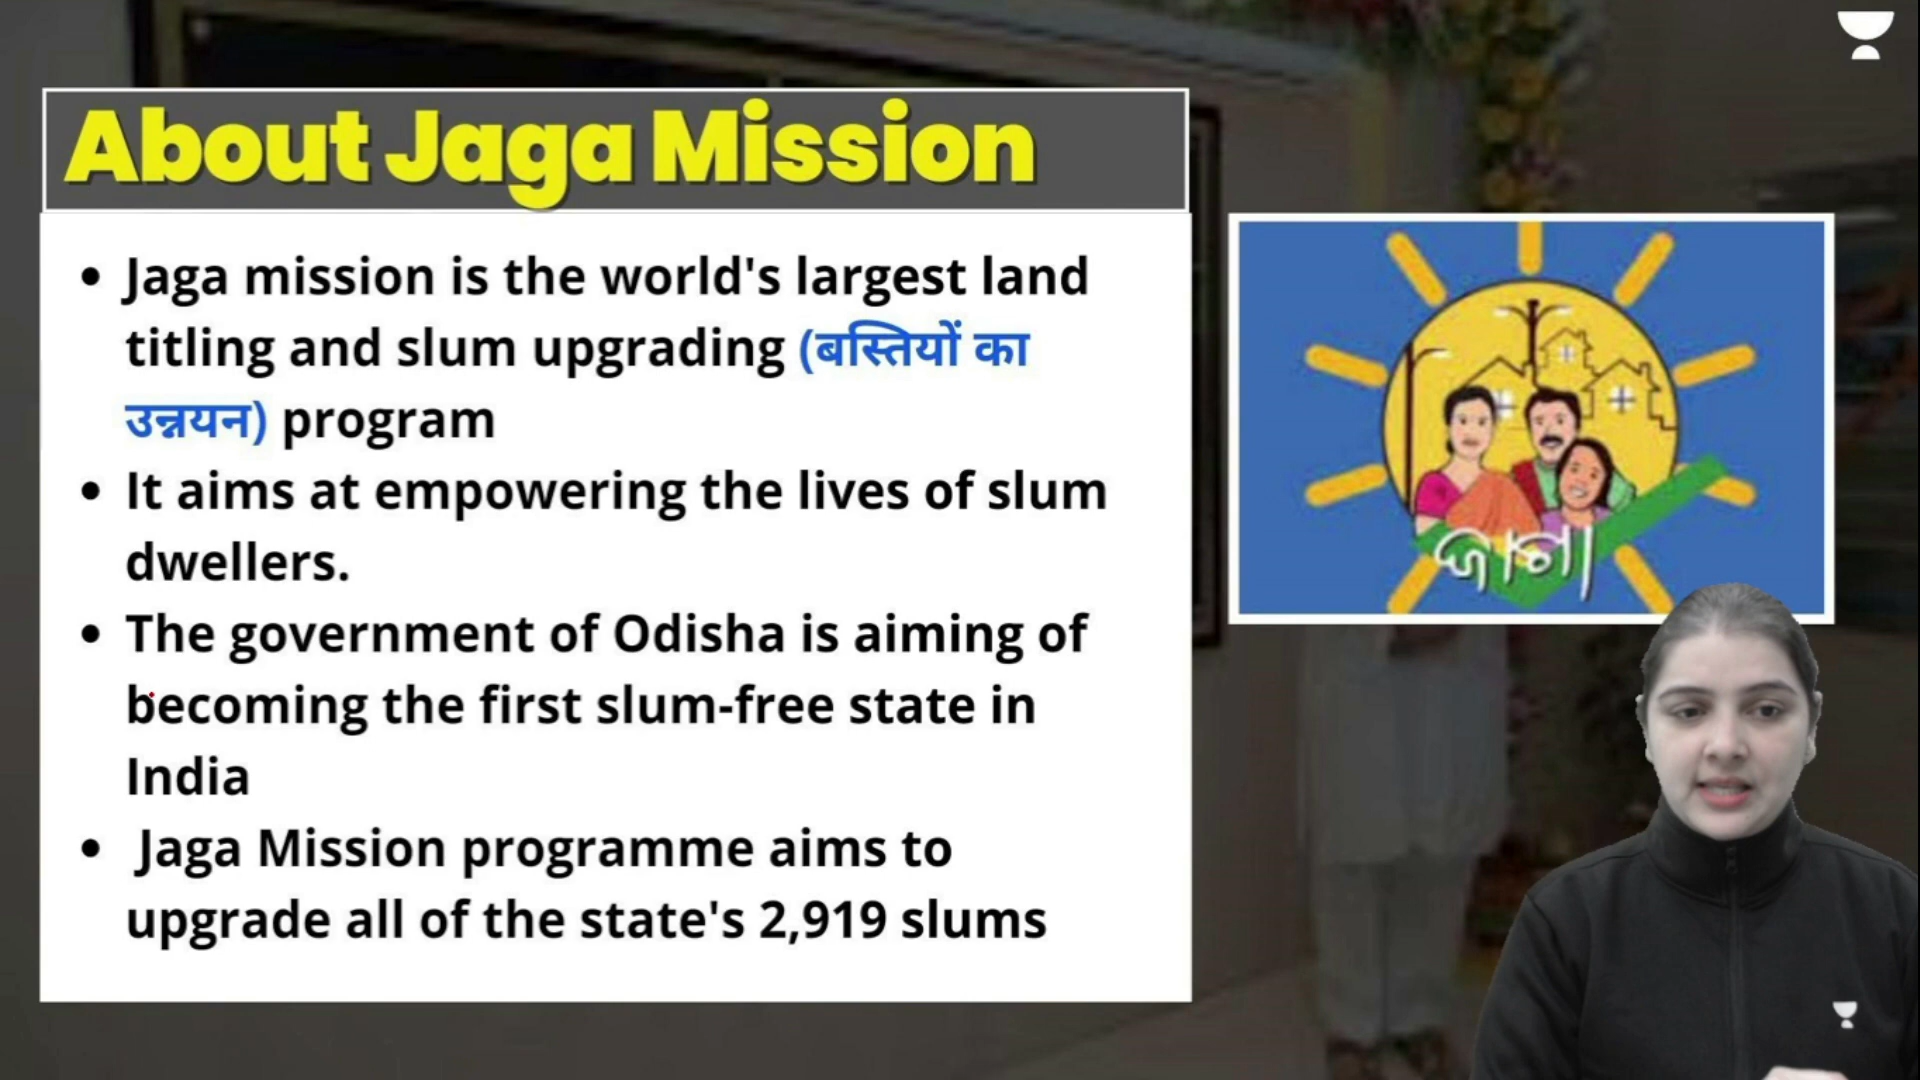 About Jaga Mission
• Jaga mission is the world's largest land
titling and slum upgrading (बस्तियों का
उन्नयन) program
• It aims at empowering the lives of slum
dwellers.
• The government of Odisha is aiming of
becoming the first slum-free state in
India
• Jaga Mission programme aims to
upgrade all of the state's 2,919 slums
ଜାଗା